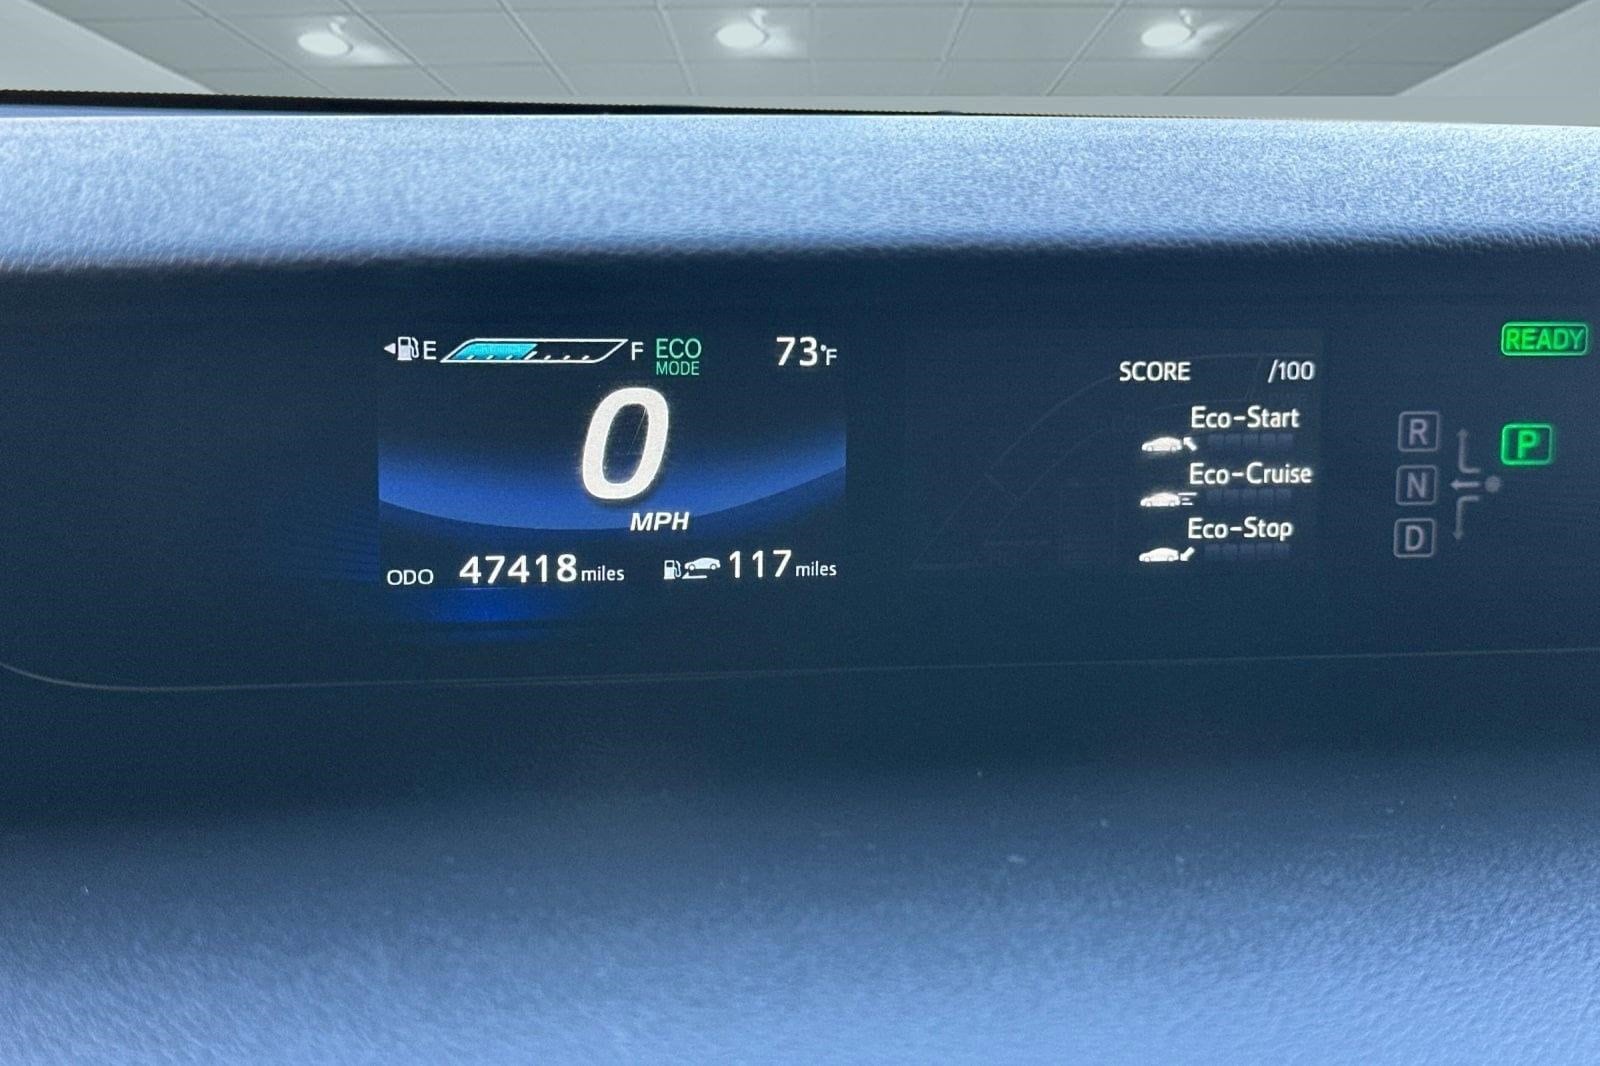 E F ECO MODE 73°F
0
MPH
ODO 47418 miles 117 miles
SCORE /100
Eco-Start
Eco-Cruise
Eco-Stop
READY
R
N
D
P